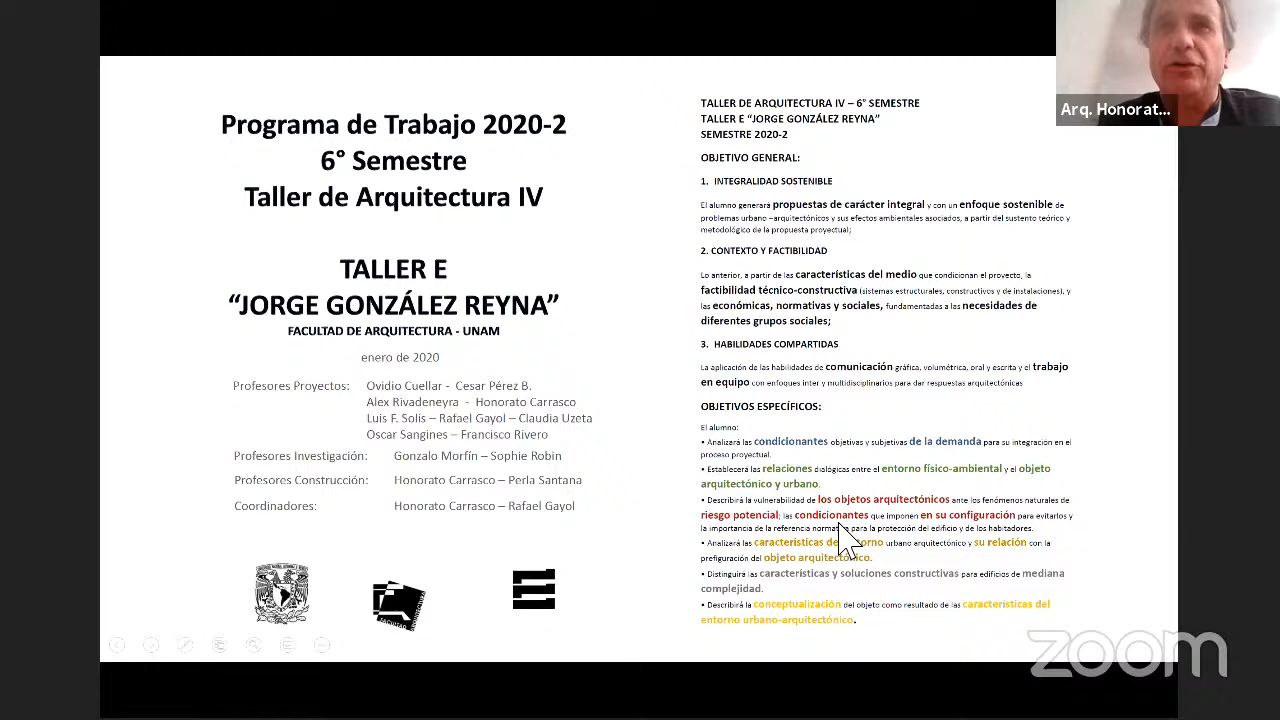 Programa de Trabajo 2020-2
6° Semestre
Taller de Arquitectura IV
TALLER E
“JORGE GONZÁLEZ REYNA”
FACULTAD DE ARQUITECTURA - UNAM
enero de 2020
Profesores Proyectos: Ovidio Cuellar - Cesar Pérez B.
Alex Rivadeneyra - Honorato Carrasco
Luis F. Solis – Rafael Gayol – Claudia Uzeta
Oscar Sangines – Francisco Rivero
Profesores Investigación: Gonzalo Morfín – Sophie Robin
Profesores Construcción: Honorato Carrasco – Perla Santana
Coordinadores: Honorato Carrasco – Rafael Gayol
TALLER DE ARQUITECTURA IV – 6° SEMESTRE
TALLER E “JORGE GONZÁLEZ REYNA”
SEMESTRE 2020-2
OBJETIVO GENERAL:
1. INTEGRALIDAD SOSTENIBLE
El alumno generará propuestas de carácter integral y con un enfoque sostenible de
problemas urbano –arquitectónicos y sus efectos ambientales asociados, a partir del sustento teórico y
metodológico de la propuesta proyectual;
2. CONTEXTO Y FACTIBILIDAD
Lo anterior, a partir de las características del medio que condicionan el proyecto, la
factibilidad técnico-constructiva (sistemas estructurales, constructivos y de instalaciones), y
las económicas, normativas y sociales, fundamentadas a las necesidades de
diferentes grupos sociales;
3. HABILIDADES COMPARTIDAS
La aplicación de las habilidades de comunicación gráfica, volumétrica, oral y escrita y el trabajo
en equipo con enfoques inter y multidisciplinarios para dar respuestas arquitectónicas
OBJETIVOS ESPECÍFICOS:
El alumno:
• Analizará las condicionantes objetivas y subjetivas de la demanda para su integración en el
proceso proyectual.
• Establecerá las relaciones dialógicas entre el entorno físico-ambiental y el objeto
arquitectónico y urbano.
• Describirá la vulnerabilidad de los objetos arquitectónicos ante los fenómenos naturales de
riesgo potencial; las condicionantes que imponen en su configuración para evitarlos y
la importancia de la referencia para la protección del edificio y de los habitadores.
• Analizará las características urbano arquitectónico y su relación con la
prefiguración del objeto arquitectónico.
• Distinguirá las características y soluciones constructivas para edificios de mediana
complejidad.
• Describirá la conceptualización del objeto como resultado de las características del
entorno urbano-arquitectónico.
Arq. Honorat...
zoom